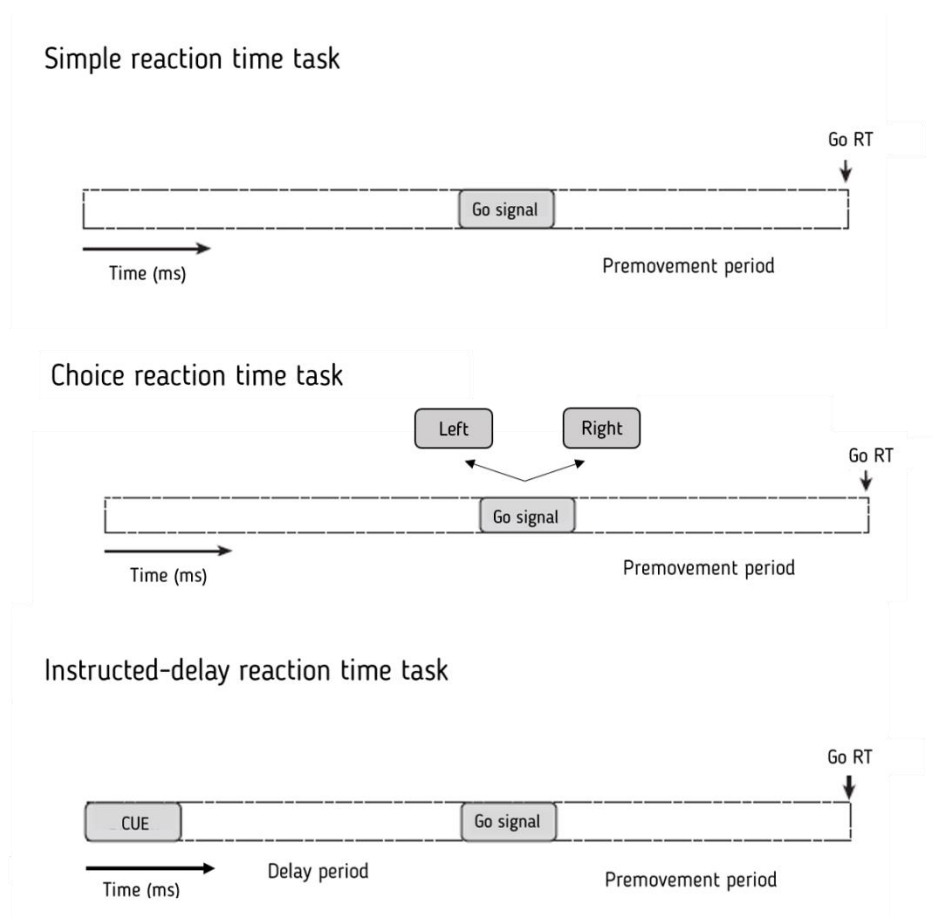 Simple reaction time task
Go RT
Go signal
Time (ms)
Premovement period
Choice reaction time task
Left
Right
Go RT
Go signal
Time (ms)
Premovement period
Instructed-delay reaction time task
Go RT
CUE
Go signal
Delay period
Time (ms)
Premovement period